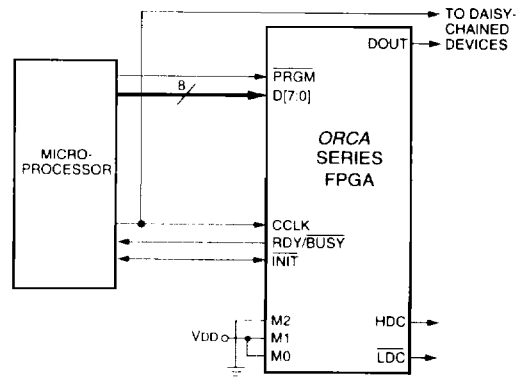 TO DAISY-
CHAINED
DEVICES
DOUT
PRGM
8
D[7:0]
MICRO-
PROCESSOR
ORCA
SERIES
FPGA
CCLK
RDY/BUSY
INIT
M2
HDC
VDD
M1
M0
LDC